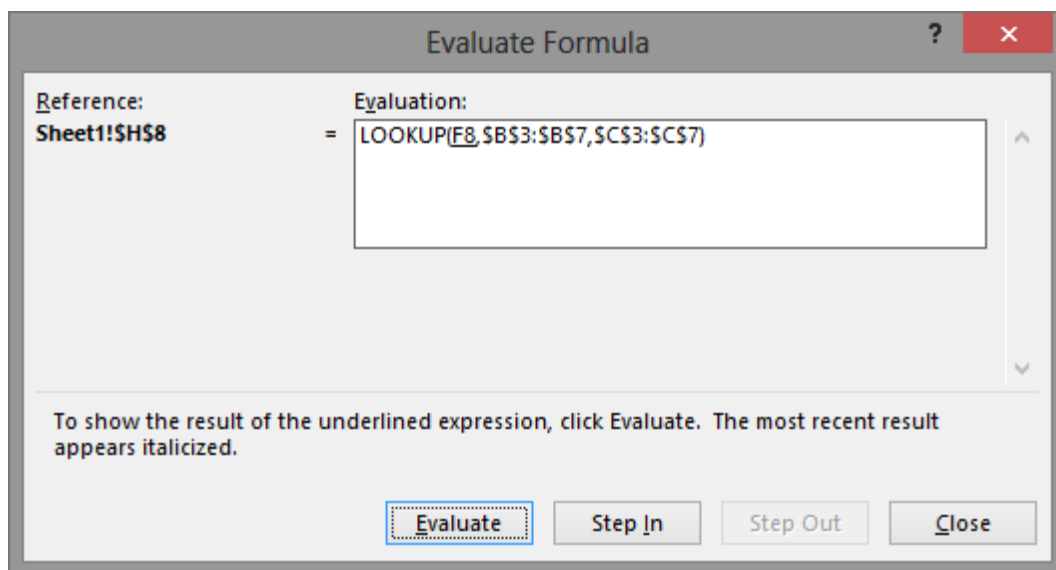 Evaluate Formula
?
Reference:
Evaluation:
Sheet1!$H$8
=
LOOKUP(F8,$B$3:$B$7,$C$3:$C$7)
To show the result of the underlined expression, click Evaluate.  The most recent result
appears italicized.
Evaluate
Step In
Step Out
Close